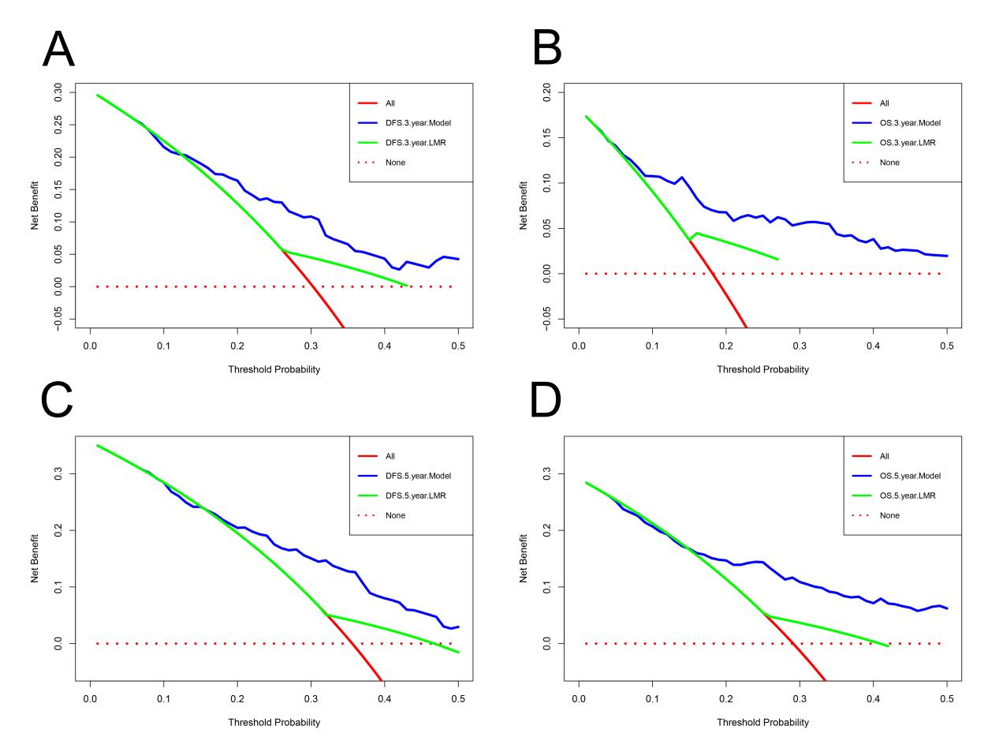 A
B
0.30
0.25
0.20
0.15
0.10
0.05
0.00
−0.05
Net Benefit
All
DFS.3.year.Model
DFS.3.year.LMR
None
0.0 0.1 0.2 0.3 0.4 0.5
Threshold Probability
0.20
0.15
0.10
0.05
0.00
−0.05
Net Benefit
All
OS.3.year.Model
OS.3.year.LMR
None
0.0 0.1 0.2 0.3 0.4 0.5
Threshold Probability
C
D
0.3
0.2
0.1
0.0
Net Benefit
All
DFS.5.year.Model
DFS.5.year.LMR
None
0.0 0.1 0.2 0.3 0.4 0.5
Threshold Probability
0.3
0.2
0.1
0.0
Net Benefit
All
OS.5.year.Model
OS.5.year.LMR
None
0.0 0.1 0.2 0.3 0.4 0.5
Threshold Probability